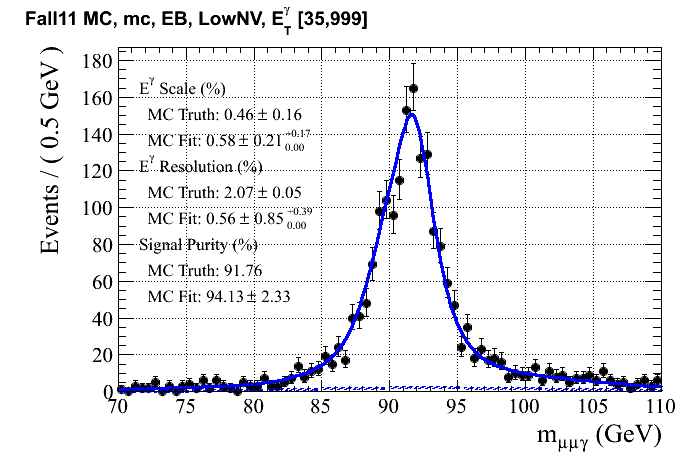 Fall11 MC, mc, EB, LowNV, E_T^γ [35,999]
Events / ( 0.5 GeV )
180
160
140
120
100
80
60
40
20
0
E^γ Scale (%)
MC Truth: 0.46 ± 0.16
MC Fit: 0.58 ± 0.21 +0.17 0.00
E^γ Resolution (%)
MC Truth: 2.07 ± 0.05
MC Fit: 0.56 ± 0.85 +0.39 0.00
Signal Purity (%)
MC Truth: 91.76
MC Fit: 94.13 ± 2.33
70 75 80 85 90 95 100 105 110
m_μμγ (GeV)